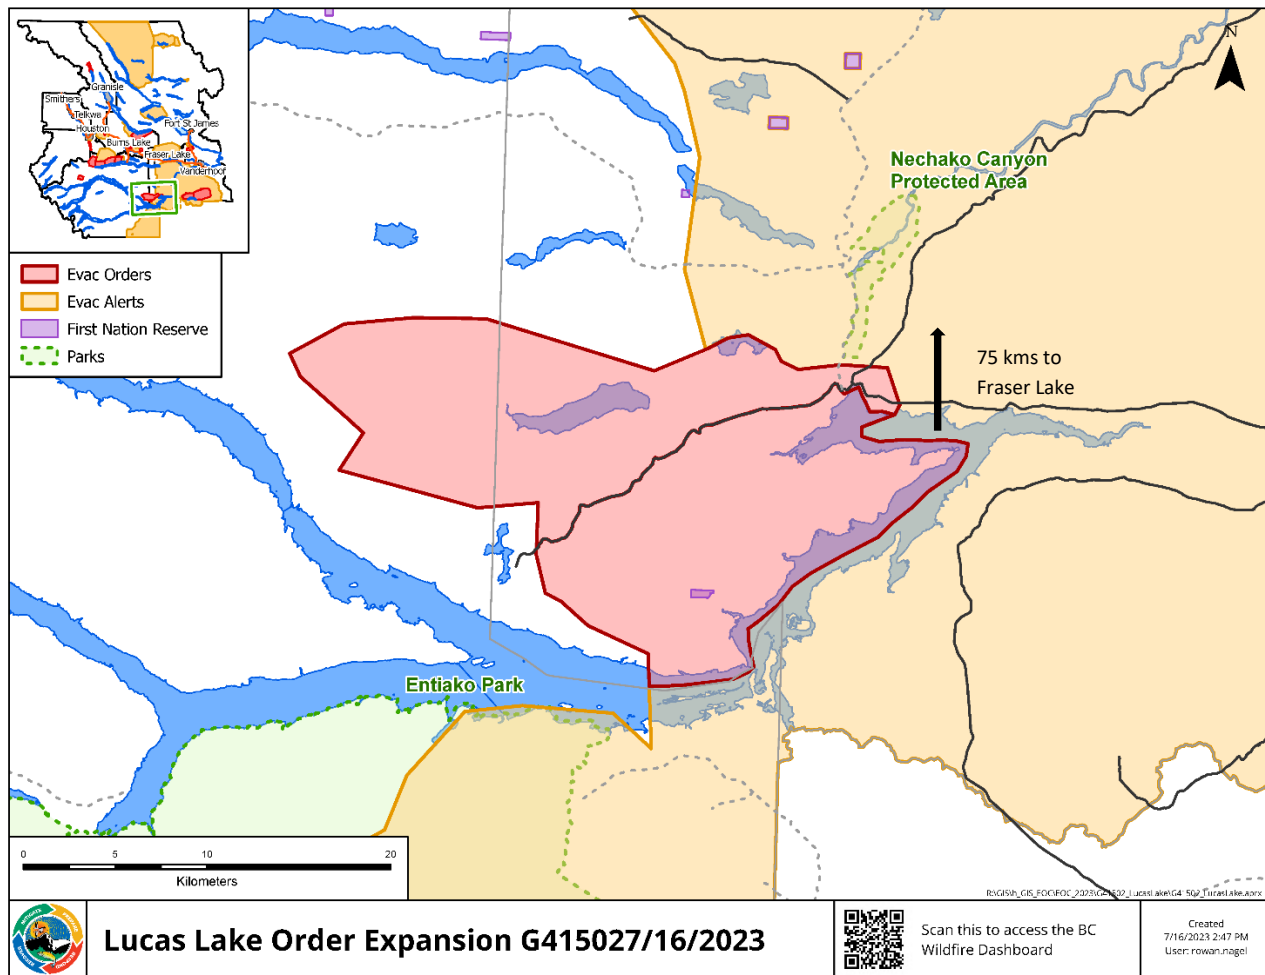 Granisle
Smithers
Telkwa
Houston
Fort St James
Burns Lake
Fraser Lake
Vanderhoof
Evac Orders
Evac Alerts
First Nation Reserve
Parks
N
Nechako Canyon
Protected Area
75 kms to
Fraser Lake
Entiako Park
0 5 10 20
Kilometers
Lucas Lake Order Expansion G415027/16/2023
Scan this to access the BC
Wildfire Dashboard
Created
7/16/2023 2:47 PM
User: rowan.nagel